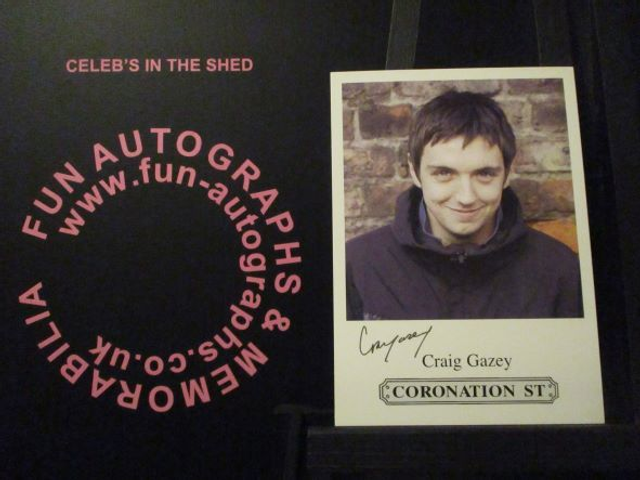 CELEB'S IN THE SHED
FUN AUTOGRAPHS & MEMORABILIA
www.fun-autographs.co.uk
Craig Gazey
CORONATION ST